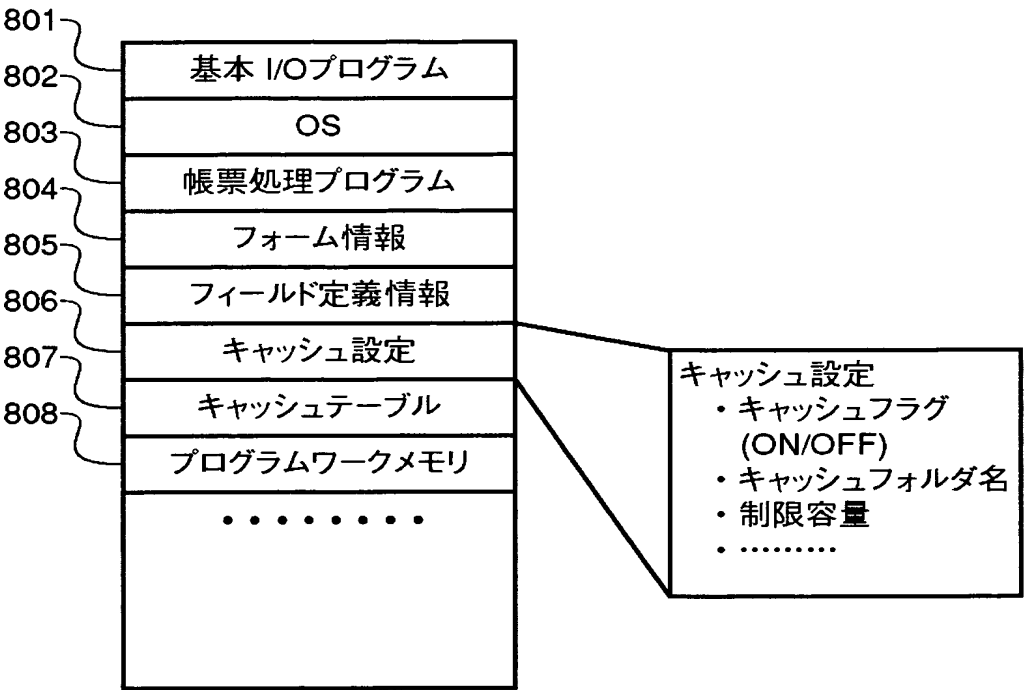 801
基本 I/Oプログラム
802
OS
803
帳票処理プログラム
804
フォーム情報
805
フィールド定義情報
806
キャッシュ設定
807
キャッシュテーブル
808
プログラムワークメモリ
・・・・・・・・
キャッシュ設定
・キャッシュフラグ
(ON/OFF)
・キャッシュフォルダ名
・制限容量
・………